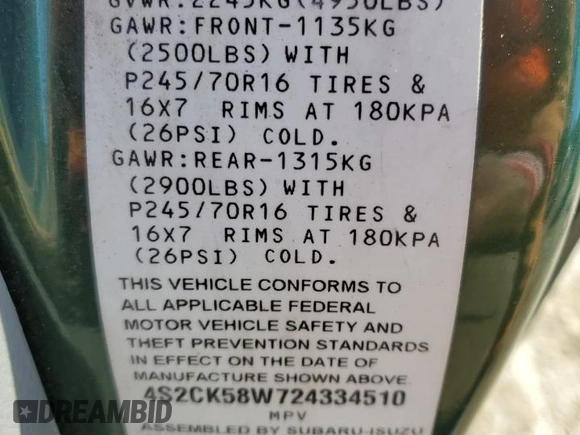 GVWR:2245KG(4950LBS)
GAWR:FRONT-1135KG
(2500LBS) WITH
P245/70R16 TIRES &
16X7 RIMS AT 180KPA
(26PSI) COLD.
GAWR:REAR-1315KG
(2900LBS) WITH
P245/70R16 TIRES &
16X7 RIMS AT 180KPA
(26PSI) COLD.
THIS VEHICLE CONFORMS TO
ALL APPLICABLE FEDERAL
MOTOR VEHICLE SAFETY AND
THEFT PREVENTION STANDARDS
IN EFFECT ON THE DATE OF
MANUFACTURE SHOWN ABOVE.
4S2CK58W724334510
MPV
ASSEMBLED BY SUBARU-ISUZU
DREAMBID